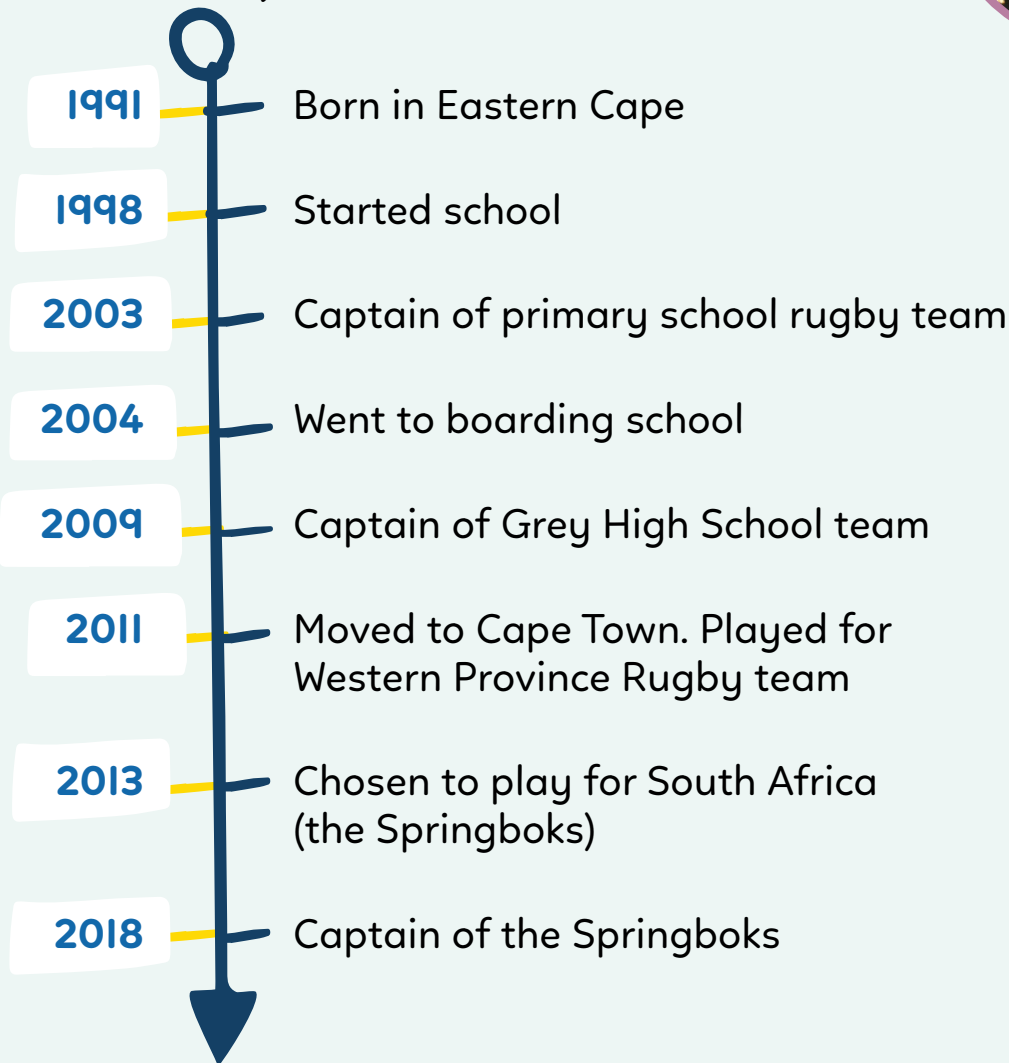 1991
Born in Eastern Cape
1998
Started school
2003
Captain of primary school rugby team
2004
Went to boarding school
2009
Captain of Grey High School team
2011
Moved to Cape Town. Played for
Western Province Rugby team
2013
Chosen to play for South Africa
(the Springboks)
2018
Captain of the Springboks